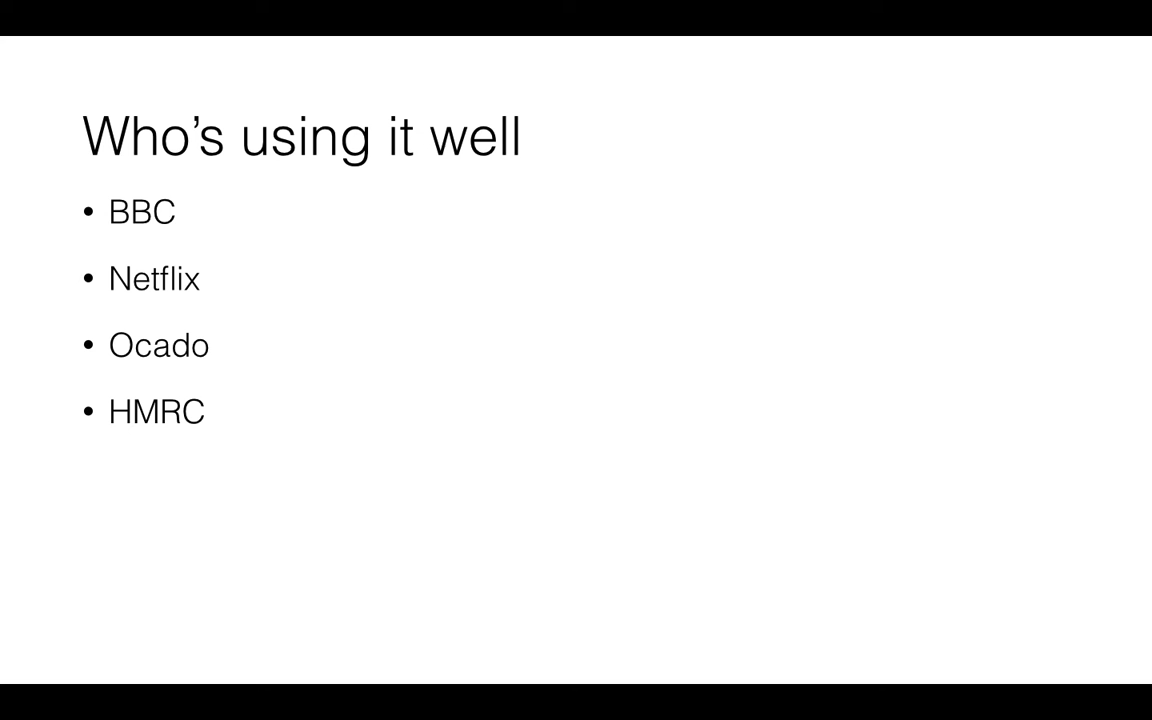 Who’s using it well
• BBC
• Netflix
• Ocado
• HMRC